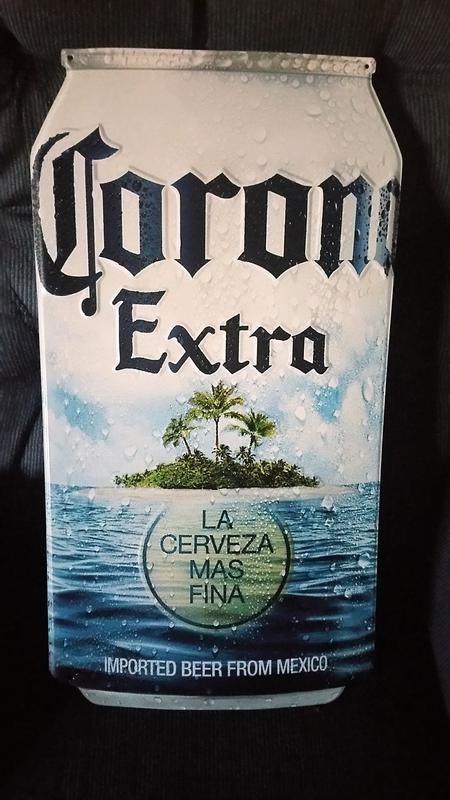 Corona
Extra
LA
CERVEZA
MAS
FINA
IMPORTED BEER FROM MEXICO